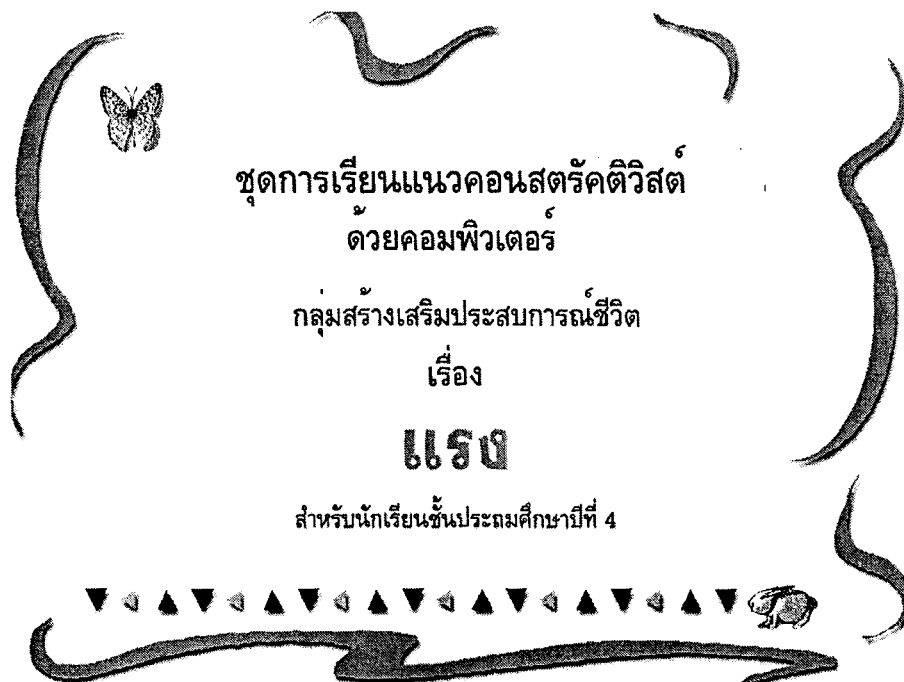 ชุดการเรียนแนวคอนสตรัคติวิสต์
ด้วยคอมพิวเตอร์
กลุ่มสร้างเสริมประสบการณ์ชีวิต
เรื่อง
แรง
สำหรับนักเรียนชั้นประถมศึกษาปีที่ 4